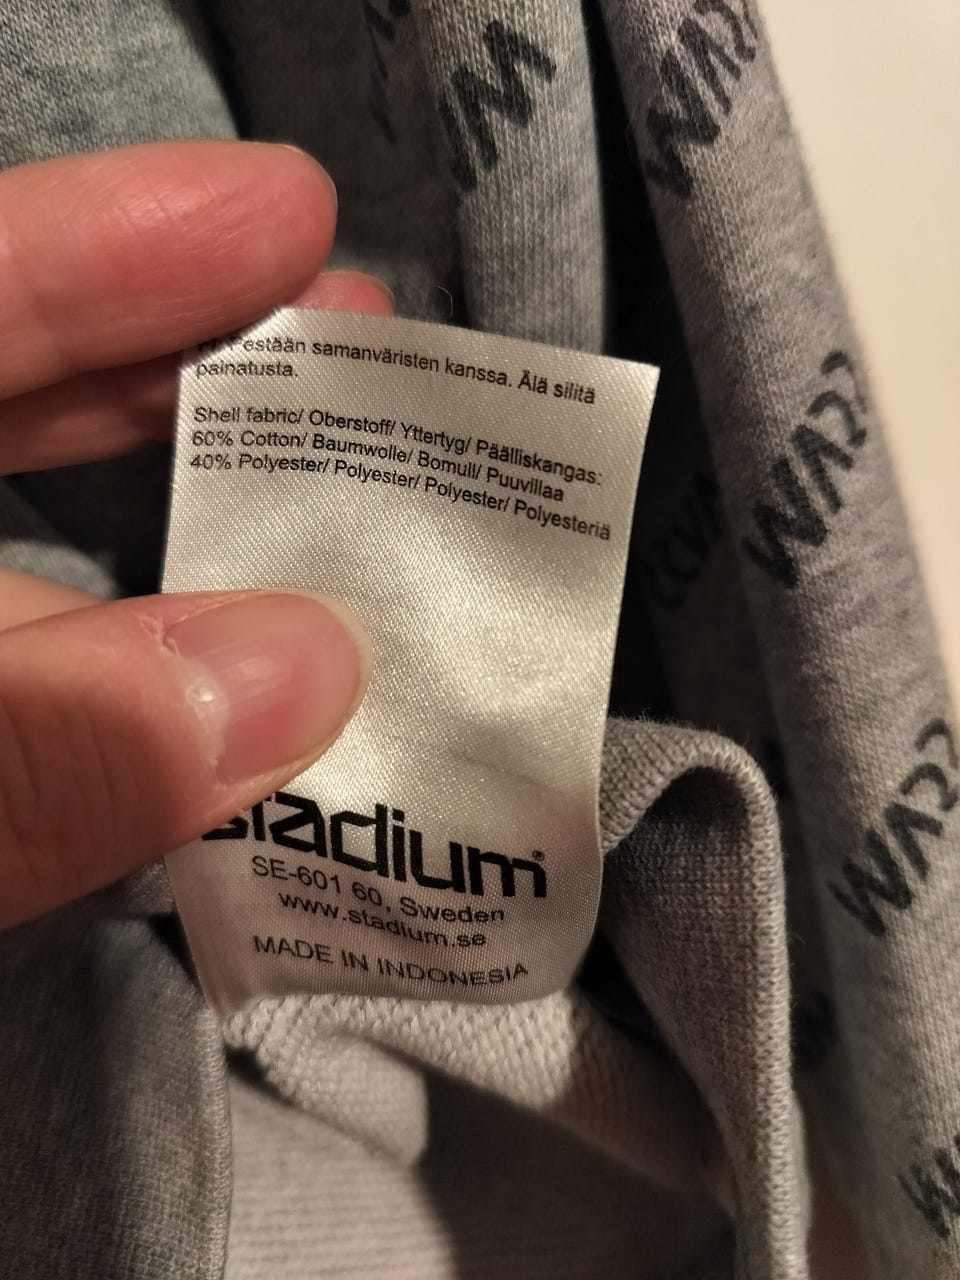 Pestään samanväristen kanssa. Älä silitä
painatusta.
Shell fabric/ Oberstoff/ Yttertyg/ Päälliskangas:
60% Cotton/ Baumwolle/ Bomull/ Puuvillaa
40% Polyester/ Polyester/ Polyester/ Polyesteriä
stadium®
SE-601 60, Sweden
www.stadium.se
MADE IN INDONESIA